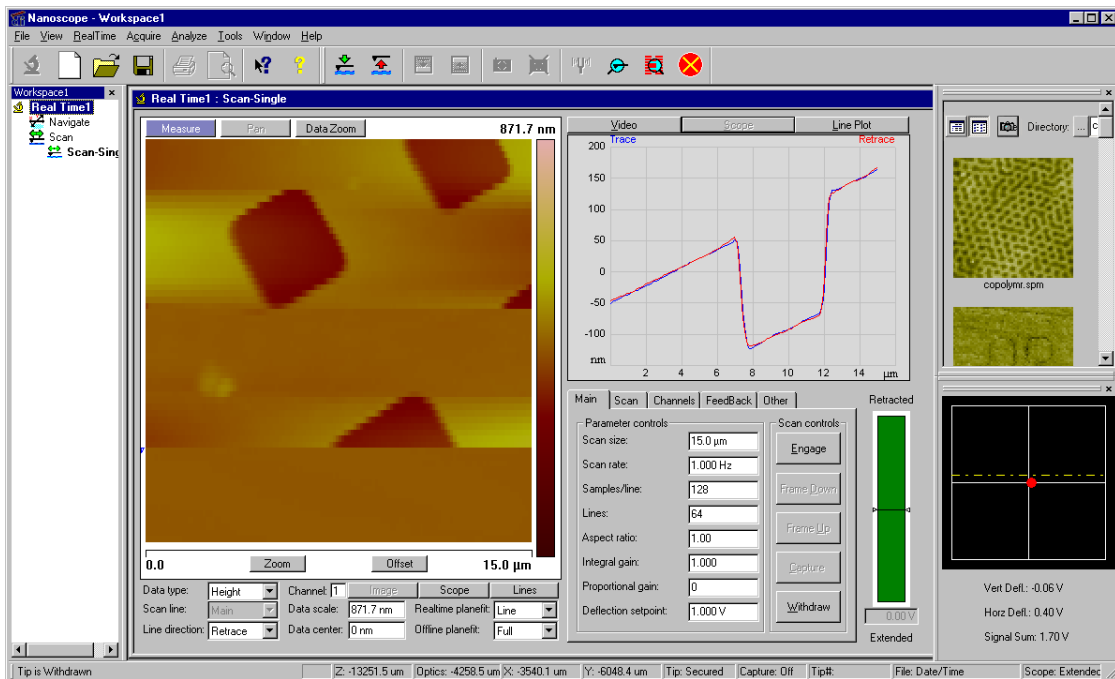 Nanoscope - Workspace1
File View RealTime Acquire Analyze Tools Window Help
Workspace1
Real Time1
Navigate
Scan
Scan-Sing
Real Time1 : Scan-Single
Measure Pan Data Zoom 871.7 nm
0.0 Zoom Offset 15.0 µm
Data type: Height Channel: 1 Image Scope Lines
Scan line: Main Data scale: 871.7 nm Realtime planefit: Line
Line direction: Retrace Data center: 0 nm Offline planefit: Full
Video Scope Line Plot
Trace Retrace
200
150
100
50
0
-50
-100
nm
2 4 6 8 10 12 14 µm
Main Scan Channels FeedBack Other
Parameter controls
Scan size: 15.0 µm
Scan rate: 1.000 Hz
Samples/line: 128
Lines: 64
Aspect ratio: 1.00
Integral gain: 1.000
Proportional gain: 0
Deflection setpoint: 1.000 V
Scan controls
Engage
Frame Down
Frame Up
Capture
Withdraw
Retracted
0.00 V
Extended
Directory: ... c
copolymr.spm
Vert Defl.: -0.06 V
Horz Defl.: 0.40 V
Signal Sum: 1.70 V
Tip is Withdrawn Z: -13251.5 um Optics: -4258.5 um X: -3540.1 um Y: -6048.4 um Tip: Secured Capture: Off Tip#: File: Date/Time Scope: Extended